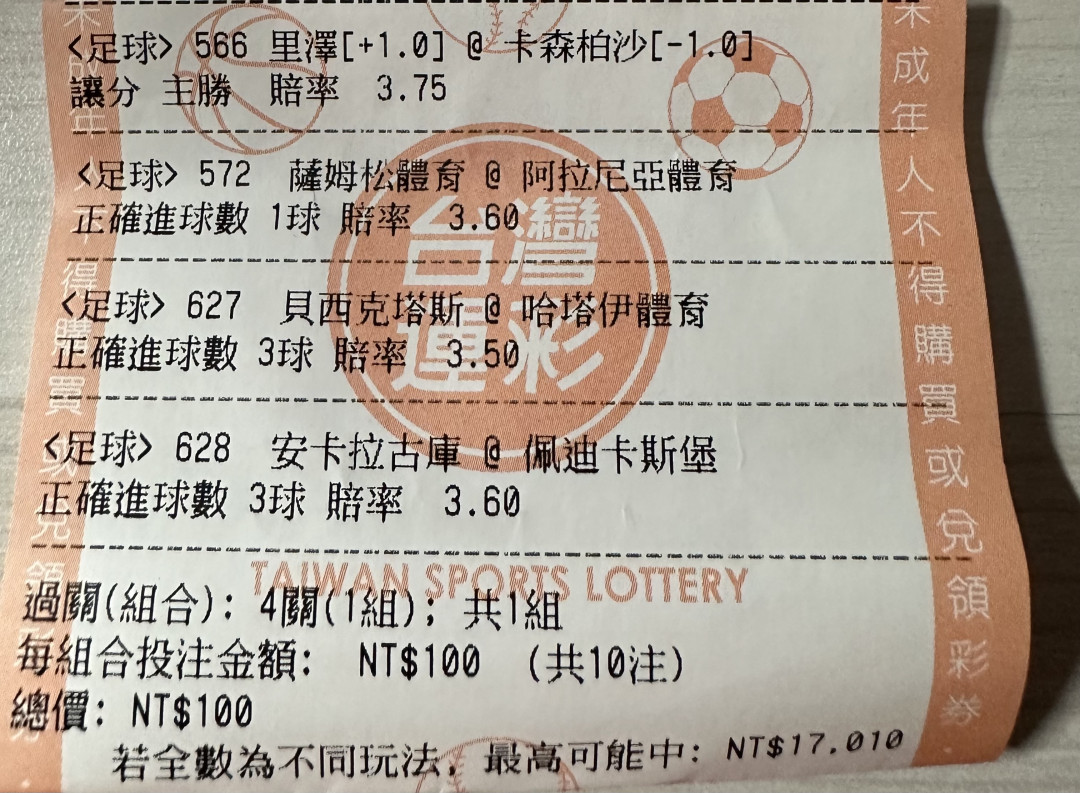 <足球> 566 里澤[+1.0] @ 卡森柏沙[-1.0]
讓分 主勝 賠率 3.75
<足球> 572 薩姆松體育 @ 阿拉尼亞體育
正確進球數 1球 賠率 3.60
台灣
運彩
<足球> 627 貝西克塔斯 @ 哈塔伊體育
正確進球數 3球 賠率 3.50
<足球> 628 安卡拉古庫 @ 佩迪卡斯堡
正確進球數 3球 賠率 3.60
TAIWAN SPORTS LOTTERY
過關(組合): 4關(1組); 共1組
每組合投注金額: NT$100 (共10注)
總價: NT$100
若全數為不同玩法, 最高可能中: NT$17.010
未成年人不得購買或兌領彩券